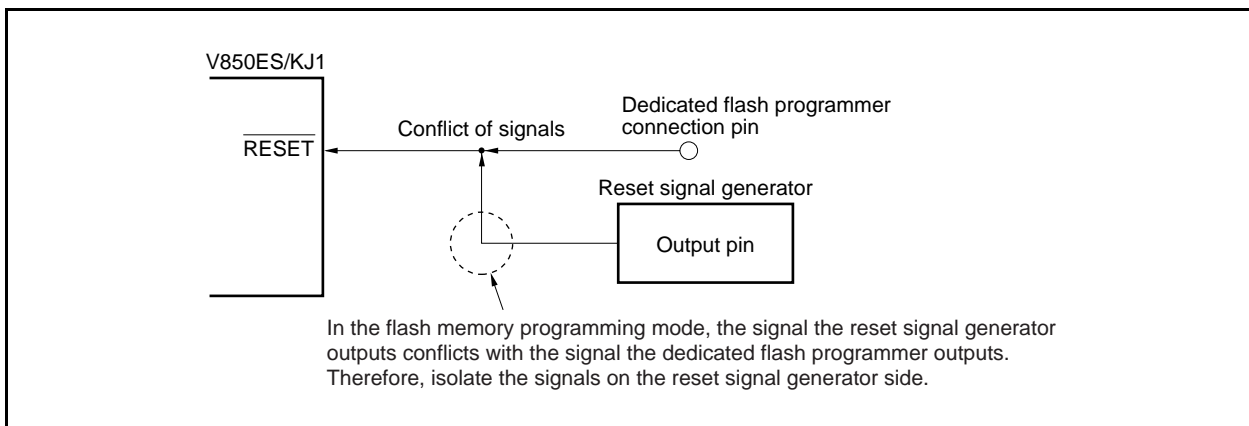 V850ES/KJ1
Dedicated flash programmer
connection pin
Conflict of signals
RESET
Reset signal generator
Output pin
In the flash memory programming mode, the signal the reset signal generator
outputs conflicts with the signal the dedicated flash programmer outputs.
Therefore, isolate the signals on the reset signal generator side.